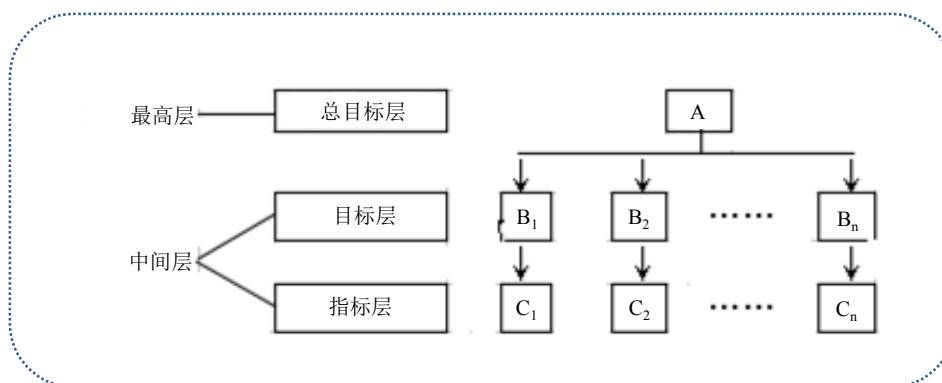 最高层 总目标层 A
目标层 B1 B2 …… Bn
中间层
指标层 C1 C2 …… Cn